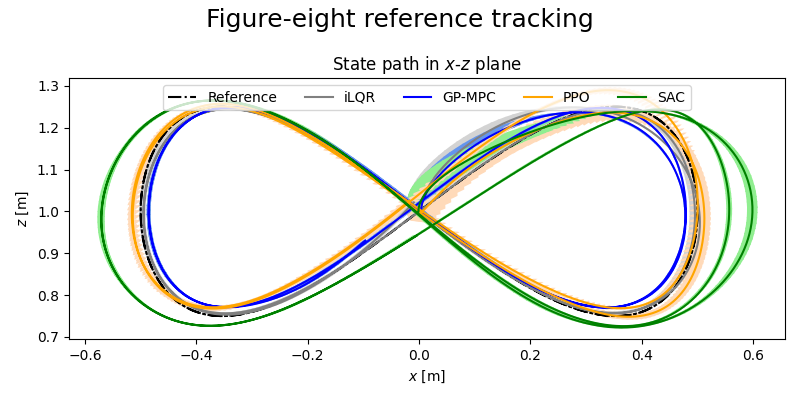 Figure-eight reference tracking
State path in x-z plane
Reference iLQR GP-MPC PPO SAC
1.3
1.2
1.1
1.0
0.9
0.8
0.7
z [m]
−0.6 −0.4 −0.2 0.0 0.2 0.4 0.6
x [m]